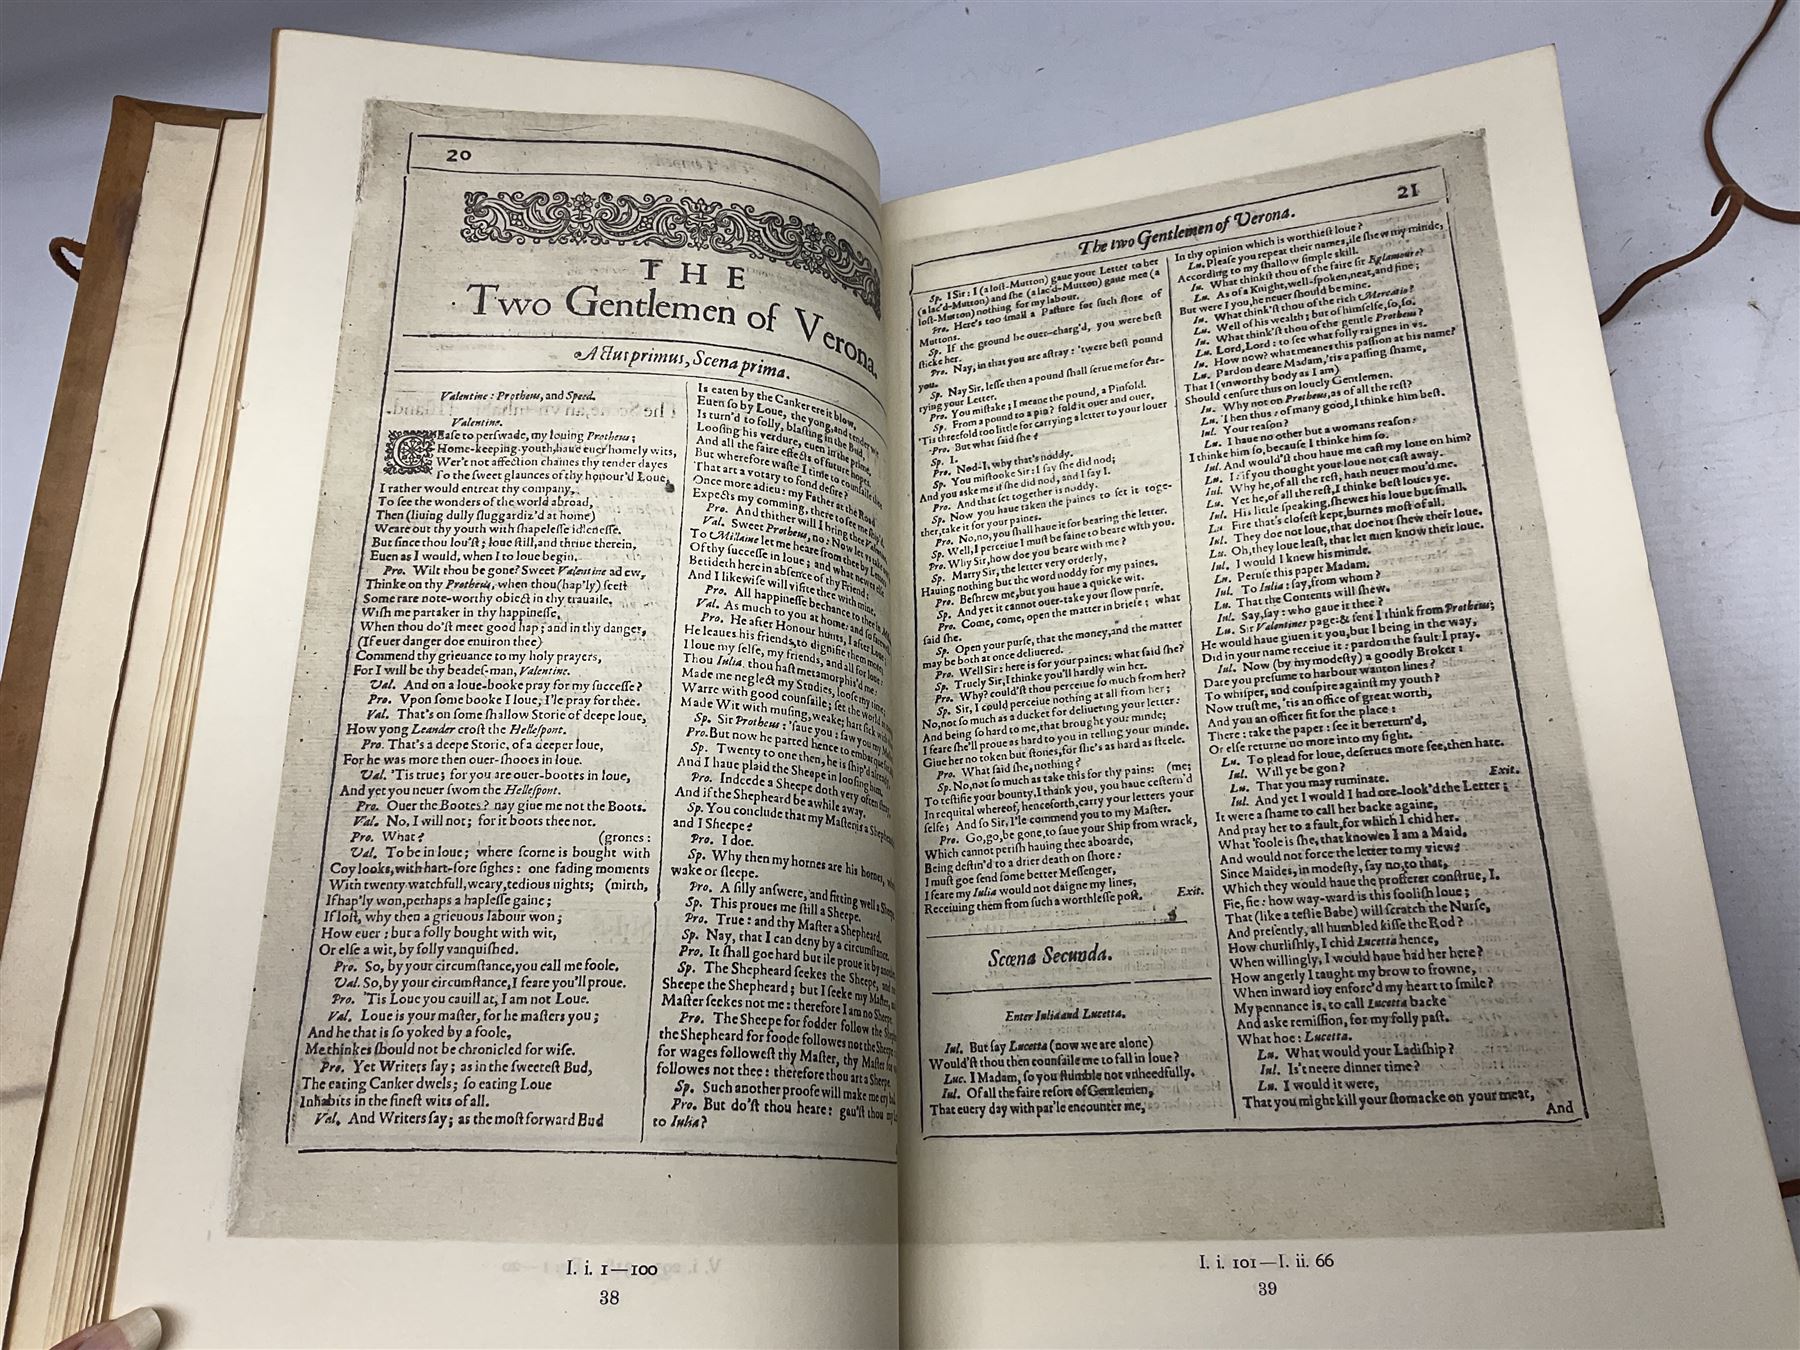 20
THE
Two Gentlemen of Verona.
Actus primus, Scena prima.
Valentine: Protheus, and Speed.
Valentine.
CEase to perswade, my louing Protheus;
Home-keeping youth, haue euer homely wits,
Wer't not affection chaines thy tender dayes
To the sweet glaunces of thy honour'd Loue,
I rather would entreat thy company,
To see the wonders of the world abroad,
Then (liuing dully sluggardiz'd at home)
Weare out thy youth with shapelesse idlenesse.
But since thou lou'st; loue still, and thriue therein,
Euen as I would, when I to loue begin.
Pro. Wilt thou be gone? Sweet Valentine adew,
Thinke on thy Protheus, when thou(hap'ly) seest
Some rare note-worthy obiect in thy trauaile.
Wish me partaker in thy happinesse,
When thou do'st meet good hap; and in thy danger,
(If euer danger doe enuiron thee)
Commend thy grieuance to my holy prayers,
For I will be thy beades-man, Valentine.
Val. And on a loue-booke pray for my successe?
Pro. Vpon some booke I loue, I'le pray for thee.
Val. That's on some shallow Storie of deepe loue,
How yong Leander crost the Hellespont.
Pro. That's a deepe Storie, of a deeper loue,
For he was more then ouer-shooes in loue.
Val. 'Tis true; for you are ouer-bootes in loue,
And yet you neuer swom the Hellespont.
Pro. Ouer the Bootes? nay giue me not the Boots.
Val. No, I will not; for it boots thee not.
Pro. What? (grones:
Val. To be in loue; where scorne is bought with
Coy looks, with hart-sore sighes: one fading moments
With twenty watchfull, weary, tedious nights; (mirth,
If hap'ly won, perhaps a haplesse gaine;
If lost, why then a grieuous labour won;
How euer: but a folly bought with wit,
Or else a wit, by folly vanquished.
Pro. So, by your circumstance, you call me foole.
Val. So, by your circumstance, I feare you'll proue.
Pro. 'Tis Loue you cauill at, I am not Loue.
Val. Loue is your master, for he masters you;
And he that is so yoked by a foole,
Me thinkes should not be chronicled for wise.
Pro. Yet Writers say; as in the sweetest Bud,
The eating Canker dwels; so eating Loue
Inhabits in the finest wits of all.
Val. And Writers say; as the most forward Bud
Is eaten by the Canker ere it blow,
Euen so by Loue, the yong, and tender wit
Is turn'd to folly, blasting in the Bud,
Loosing his verdure, euen in the prime,
And all the faire effects of future hopes.
But wherefore waste I time to counsaile thee
That art a votary to fond desire?
Once more adieu: my Father at the Road
Expects my comming, there to see me ship'd.
Pro. And thither will I bring thee Valentine.
Val. Sweet Protheus, no: Now let vs take our
To Millaine let me heare from thee by Letters
Of thy successe in loue; and what newes else
Betideth here in absence of thy Friend:
And I likewise will visite thee with mine.
Pro. All happinesse bechance to thee in
Val. As much to you at home: and so farewell.
Pro. He after Honour hunts, I after Loue;
He leaues his friends, to dignifie them more;
I loue my selfe, my friends, and all for loue:
Thou Iulia, thou hast metamorphis'd me:
Made me neglect my Studies, loose my time;
Warre with good counsaile; set the world at
Made Wit with musing, weake; hart sick with
Sp. Sir Protheus: 'saue you: saw you my
Pro. But now he parted hence to embarque
Sp. Twenty to one then, he is ship'd already,
And I haue plaid the Sheepe in loosing him.
Pro. Indeede a Sheepe doth very often stray,
And if the Shepheard be awhile away.
Sp. You conclude that my Master is a Shepheard
and I Sheepe?
Pro. I doe.
Sp. Why then my hornes are his hornes,
wake or sleepe.
Pro. A silly answere, and fitting well a Sheepe.
Sp. This proues me still a Sheepe.
Pro. True: and thy Master a Shepheard.
Sp. Nay, that I can deny by a circumstance.
Pro. It shall goe hard but ile proue it by another.
Sp. The Shepheard seekes the Sheepe, and
Sheepe the Shepheard; but I seeke my Master,
Master seekes not me: therefore I am no Sheepe.
Pro. The Sheepe for fodder follow the
the Shepheard for foode followes not the Sheepe:
for wages followest thy Master, thy Master for
followes not thee: therefore thou art a Sheepe.
Sp. Such another proofe will make me cry
Pro. But do'st thou heare: gau'st thou my
to Iulia?
I. i. 1—100
38
21
The two Gentlemen of Verona.
Sp. I Sir: I (a lost-Mutton) gaue your Letter to her
(a lac'd-Mutton) and she (a lac'd-Mutton) gaue mee (a
lost-Mutton) nothing for my labour.
Pro. Here's too small a Pasture for such store of
Muttons.
Sp. If the ground be ouer-charg'd, you were best
sticke her.
Pro. Nay, in that you are astray: 'twere best pound
you.
Sp. Nay Sir, lesse then a pound shall serue me for car-
rying your Letter.
Pro. You mistake; I meane the pound, a Pinfold.
Sp. From a pound to a pin? fold it ouer and ouer,
'Tis threefold too little for carrying a letter to your louer
Pro. But what said she?
Sp. I.
Pro. Nod-I, why that's noddy.
Sp. You mistooke Sir: I say she did nod;
And you aske me if she did nod, and I say I.
Pro. And that set together is noddy.
Sp. Now you haue taken the paines to set it toge-
ther, take it for your paines.
Pro. No, no, you shall haue it for bearing the letter.
Sp. Well, I perceiue I must be faine to beare with you.
Pro. Why Sir, how doe you beare with me?
Sp. Marry Sir, the letter very orderly,
Hauing nothing but the word noddy for my paines.
Pro. Beshrew me, but you haue a quicke wit.
Sp. And yet it cannot ouer-take your slow purse.
Pro. Come, come, open the matter in briefe; what
said she.
Sp. Open your purse, that the money, and the matter
may be both at once deliuered.
Pro. Well Sir: here is for your paines: what said she?
Sp. Truely Sir, I thinke you'll hardly win her.
Pro. Why? could'st thou perceiue so much from her?
Sp. Sir, I could perceiue nothing at all from her;
No, not so much as a ducket for deliuering your letter:
And being so hard to me, that brought your minde;
I feare she'll proue as hard to you in telling your minde.
Giue her no token but stones, for she's as hard as steele.
Pro. What said she, nothing?
Sp. No, not so much as take this for thy pains: (me;
To testifie your bounty, I thank you, you haue cestern'd
In requital whereof, henceforth, carry your letters your
selfe; And so Sir, I'le commend you to my Master.
Pro. Go, go, be gone, to saue your Ship from wrack,
Which cannot perish hauing thee aboarde,
Being destin'd to a drier death on shore:
I must goe send some better Messenger,
I feare my Iulia would not daigne my lines,
Receiuing them from such a worthlesse post. Exit.
Scœna Secunda.
Enter Iulia and Lucetta.
Iul. But say Lucetta (now we are alone)
Would'st thou then counsaile me to fall in loue?
Luc. I Madam, so you stumble not vnheedfully.
Iul. Of all the faire resort of Gentlemen,
That euery day with par'le encounter me,
In thy opinion which is worthiest loue?
Lu. Please you repeat their names, ile shew my minde,
According to my shallow simple skill.
Iu. What thinkst thou of the faire sir Eglamoure?
Lu. As of a Knight, well-spoken, neat, and fine;
But were I you, he neuer should be mine.
Iu. What think'st thou of the rich Mercatio?
Lu. Well of his wealth; but of himselfe, so, so.
Iu. What think'st thou of the gentle Protheus?
Lu. Lord, Lord: to see what folly raignes in vs.
Iu. How now? what meanes this passion at his name?
Lu. Pardon deare Madam, 'tis a passing shame,
That I (vnworthy body as I am)
Should censure thus on louely Gentlemen.
Iu. Why not on Protheus, as of all the rest?
Lu. Then thus: of many good, I thinke him best.
Iul. Your reason?
Lu. I haue no other but a womans reason:
I thinke him so, because I thinke him so.
Iul. And would'st thou haue me cast my loue on him?
Lu. I: if you thought your loue not cast away.
Iul. Why he, of all the rest, hath neuer mou'd me.
Lu. Yet he, of all the rest, I thinke best loues ye.
Iul. His little speaking, shewes his loue but small.
Lu. Fire that's closest kept, burnes most of all.
Iul. They doe not loue, that doe not shew their loue.
Lu. Oh, they loue least, that let men know their loue.
Iul. I would I knew his minde.
Lu. Peruse this paper Madam.
Iul. To Iulia: say, from whom?
Lu. That the Contents will shew.
Iul. Say, say: who gaue it thee?
Lu. Sir Valentines page: & sent I think from Protheus;
He would haue giuen it you, but I being in the way,
Did in your name receiue it: pardon the fault I pray.
Iul. Now (by my modesty) a goodly Broker:
Dare you presume to harbour wanton lines?
To whisper, and conspire against my youth?
Now trust me, 'tis an office of great worth,
And you an officer fit for the place:
There: take the paper: see it be return'd,
Or else returne no more into my sight.
Lu. To plead for loue, deserues more fee, then hate.
Iul. Will ye be gon?
Lu. That you may ruminate. Exit.
Iul. And yet I would I had ore-look'd the Letter;
It were a shame to call her backe againe,
And pray her to a fault, for which I chid her.
What 'foole is she, that knowes I am a Maid,
And would not force the letter to my view?
Since Maides, in modesty, say no, to that,
Which they would haue the profferer construe, I.
Fie, fie: how way-ward is this foolish loue;
That (like a testie Babe) will scratch the Nurse,
And presently, all humbled kisse the Rod?
How churlishly, I chid Lucetta hence,
When willingly, I would haue had her here?
How angerly I taught my brow to frowne,
When inward ioy enforc'd my heart to smile?
My pennance is, to call Lucetta backe
And aske remission, for my folly past.
What hoe: Lucetta.
Lu. What would your Ladiship?
Iul. Is't neere dinner time?
Lu. I would it were,
That you might kill your stomacke on your meat,
And
I. i. 101—I. ii. 66
39